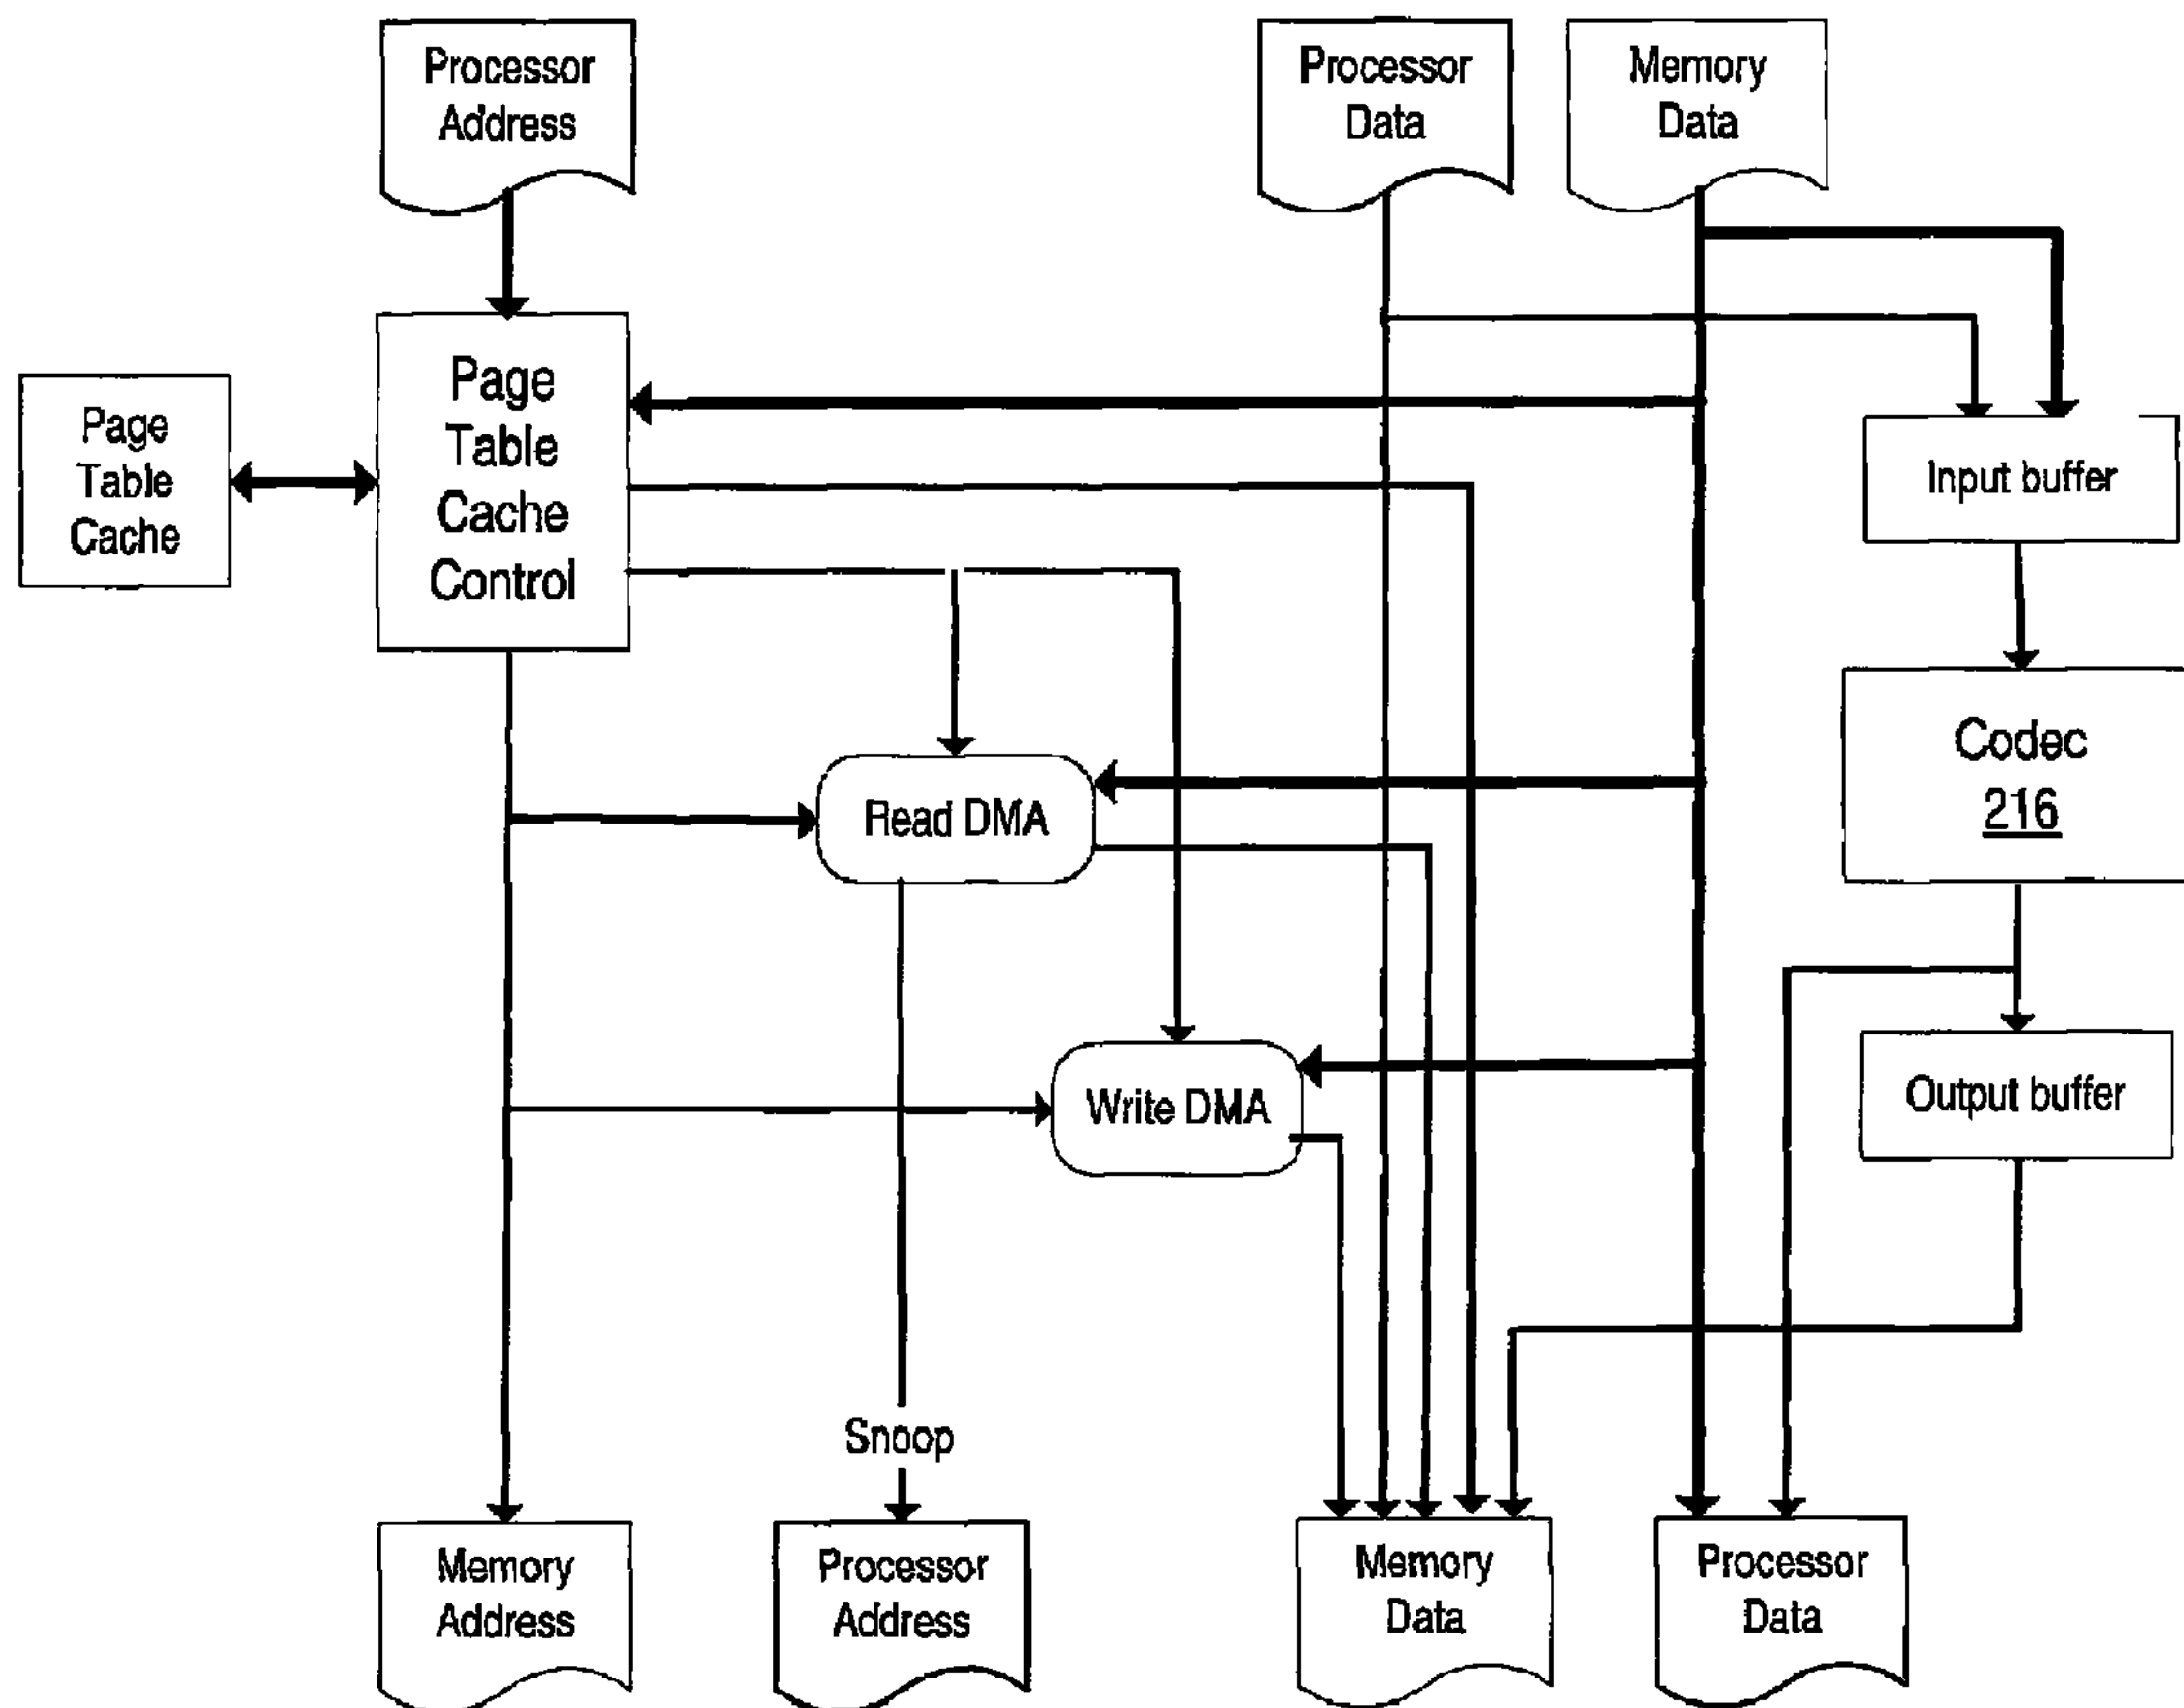 Processor
Address
Processor
Data
Memory
Data
Page
Table
Cache
Page
Table
Cache
Control
Input buffer
Codec
216
Read DMA
Write DMA
Output buffer
Snoop
Memory
Address
Processor
Address
Memory
Data
Processor
Data